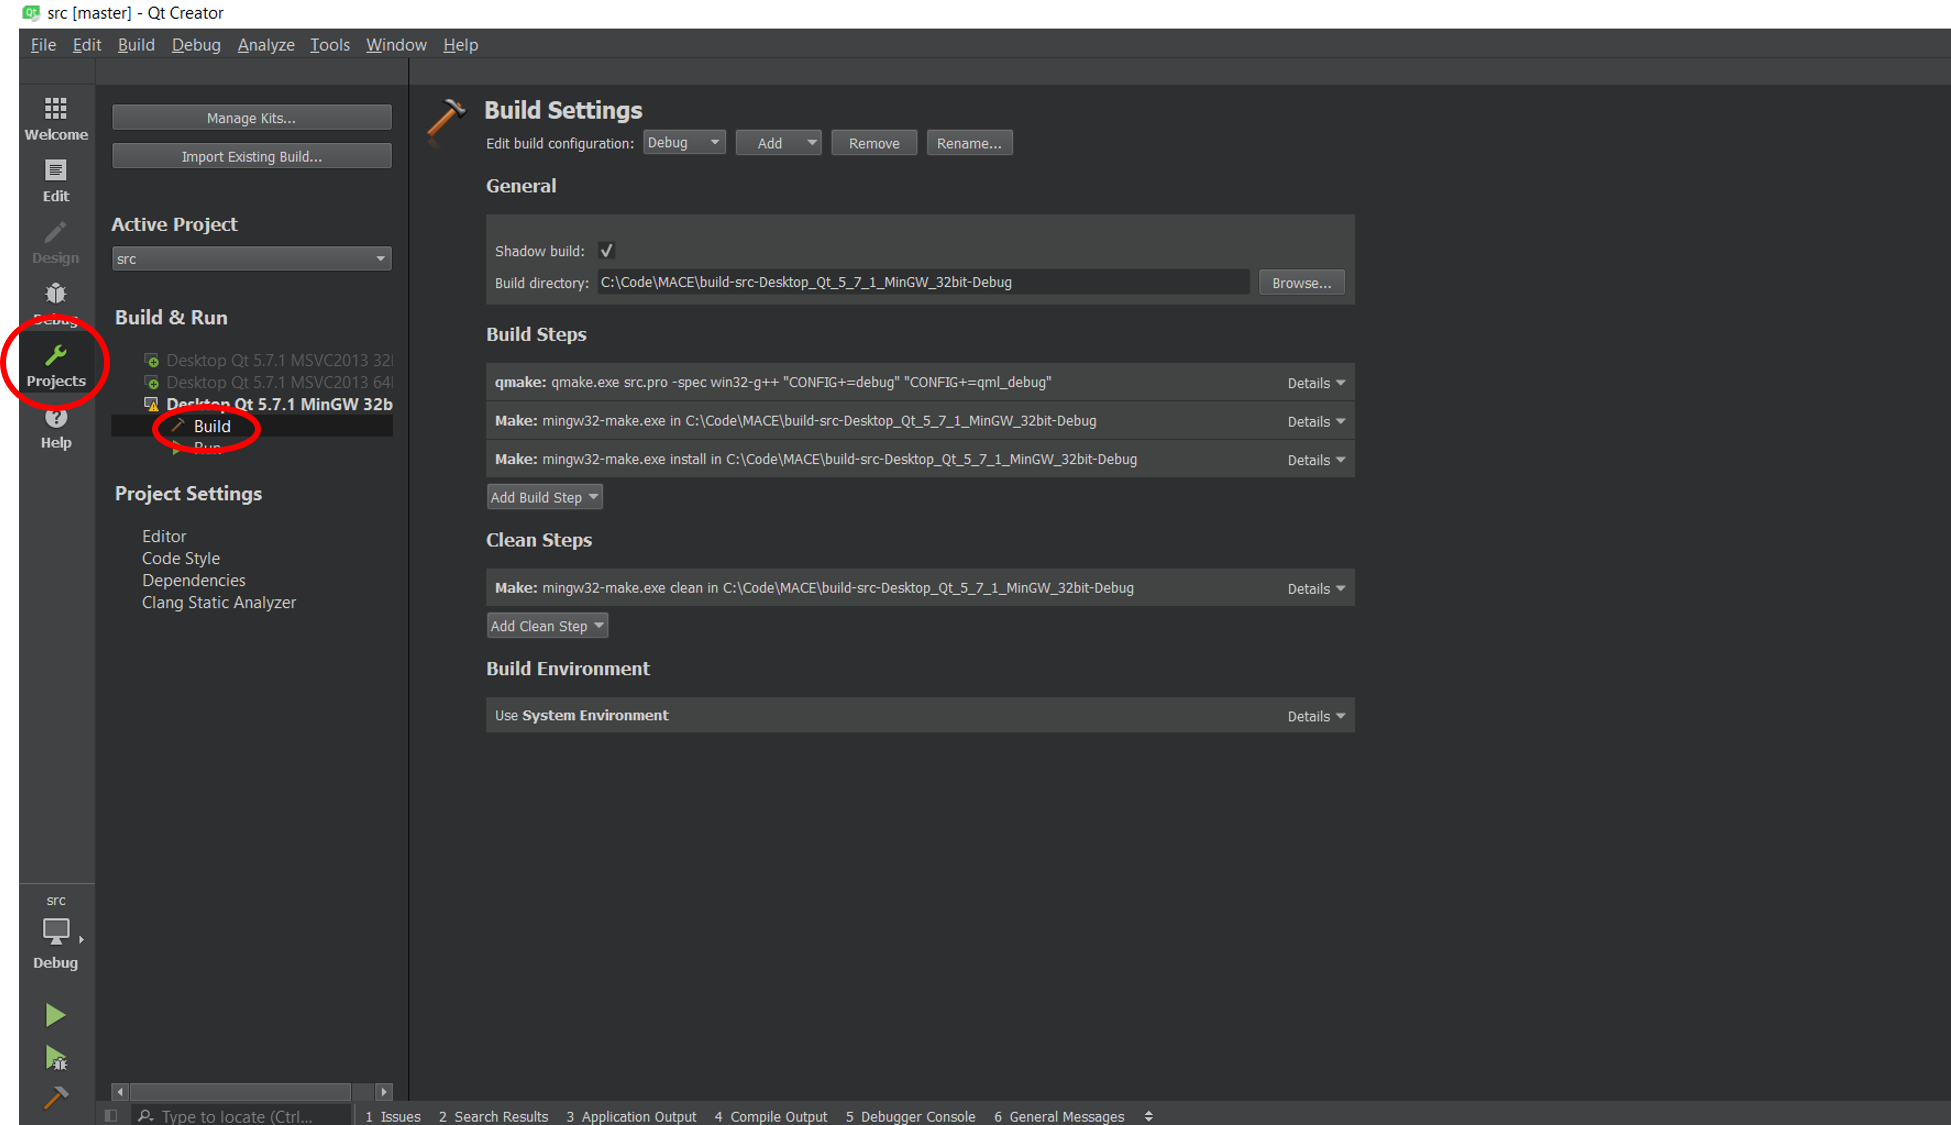 src [master] - Qt Creator
File Edit Build Debug Analyze Tools Window Help
Welcome
Edit
Design
Debug
Projects
Help
src
Debug
Manage Kits...
Import Existing Build...
Active Project
src
Build & Run
Desktop Qt 5.7.1 MSVC2013 32
Desktop Qt 5.7.1 MSVC2013 64
Desktop Qt 5.7.1 MinGW 32b
Build
Run
Project Settings
Editor
Code Style
Dependencies
Clang Static Analyzer
Build Settings
Edit build configuration: Debug Add Remove Rename...
General
Shadow build:
Build directory: C:\Code\MACE\build-src-Desktop_Qt_5_7_1_MinGW_32bit-Debug Browse...
Build Steps
qmake: qmake.exe src.pro -spec win32-g++ "CONFIG+=debug" "CONFIG+=qml_debug" Details
Make: mingw32-make.exe in C:\Code\MACE\build-src-Desktop_Qt_5_7_1_MinGW_32bit-Debug Details
Make: mingw32-make.exe install in C:\Code\MACE\build-src-Desktop_Qt_5_7_1_MinGW_32bit-Debug Details
Add Build Step
Clean Steps
Make: mingw32-make.exe clean in C:\Code\MACE\build-src-Desktop_Qt_5_7_1_MinGW_32bit-Debug Details
Add Clean Step
Build Environment
Use System Environment Details
Type to locate (Ctrl... 1 Issues 2 Search Results 3 Application Output 4 Compile Output 5 Debugger Console 6 General Messages